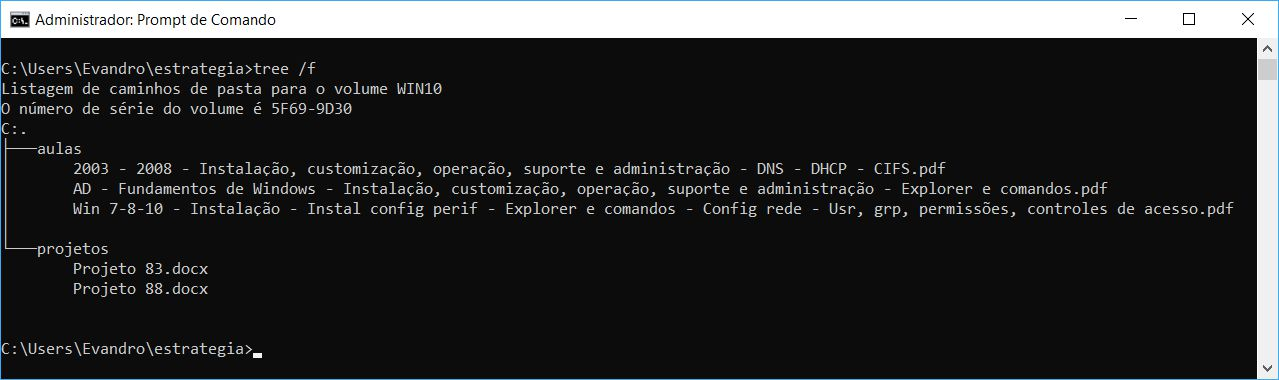 Administrador: Prompt de Comando
C:\Users\Evandro\estrategia>tree /f
Listagem de caminhos de pasta para o volume WIN10
O número de série do volume é 5F69-9D30
C:.
├───aulas
        2003 - 2008 - Instalação, customização, operação, suporte e administração - DNS - DHCP - CIFS.pdf
        AD - Fundamentos de Windows - Instalação, customização, operação, suporte e administração - Explorer e comandos.pdf
        Win 7-8-10 - Instalação - Instal config perif - Explorer e comandos - Config rede - Usr, grp, permissões, controles de acesso.pdf
└───projetos
        Projeto 83.docx
        Projeto 88.docx
C:\Users\Evandro\estrategia>